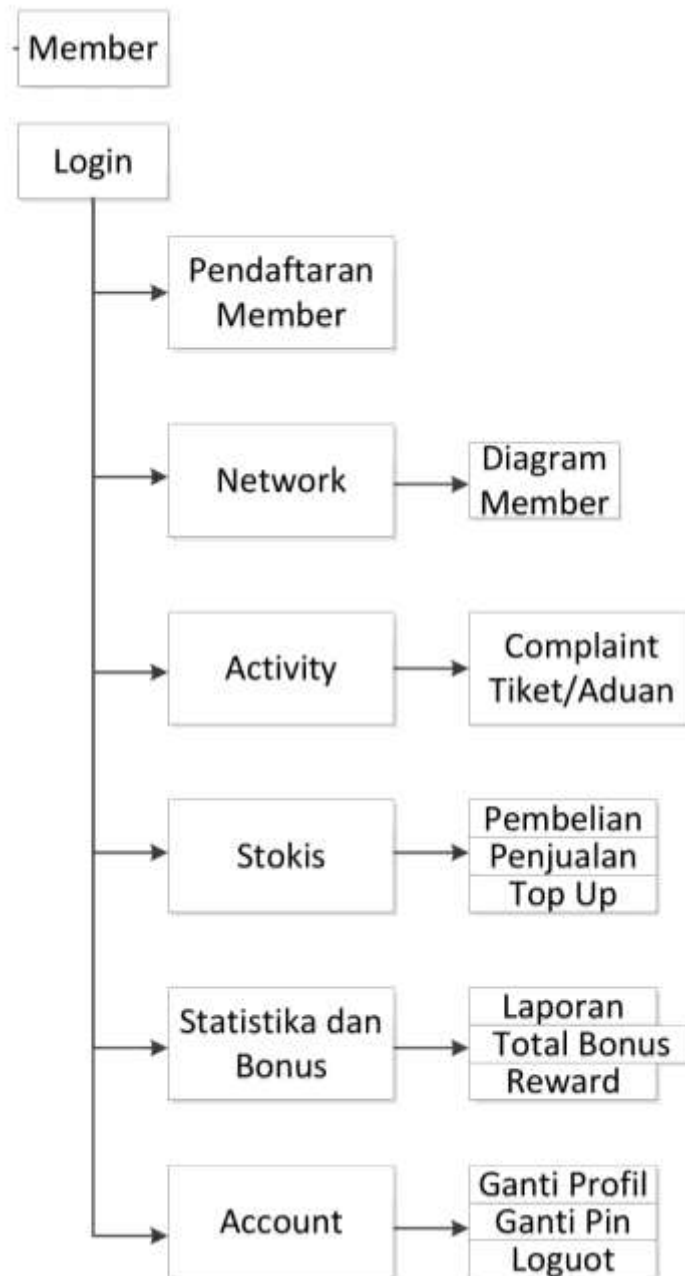 Member
Login
Pendaftaran
Member
Network
Diagram
Member
Activity
Complaint
Tiket/Aduan
Stokis
Pembelian
Penjualan
Top Up
Statistika dan
Bonus
Laporan
Total Bonus
Reward
Account
Ganti Profil
Ganti Pin
Loguot